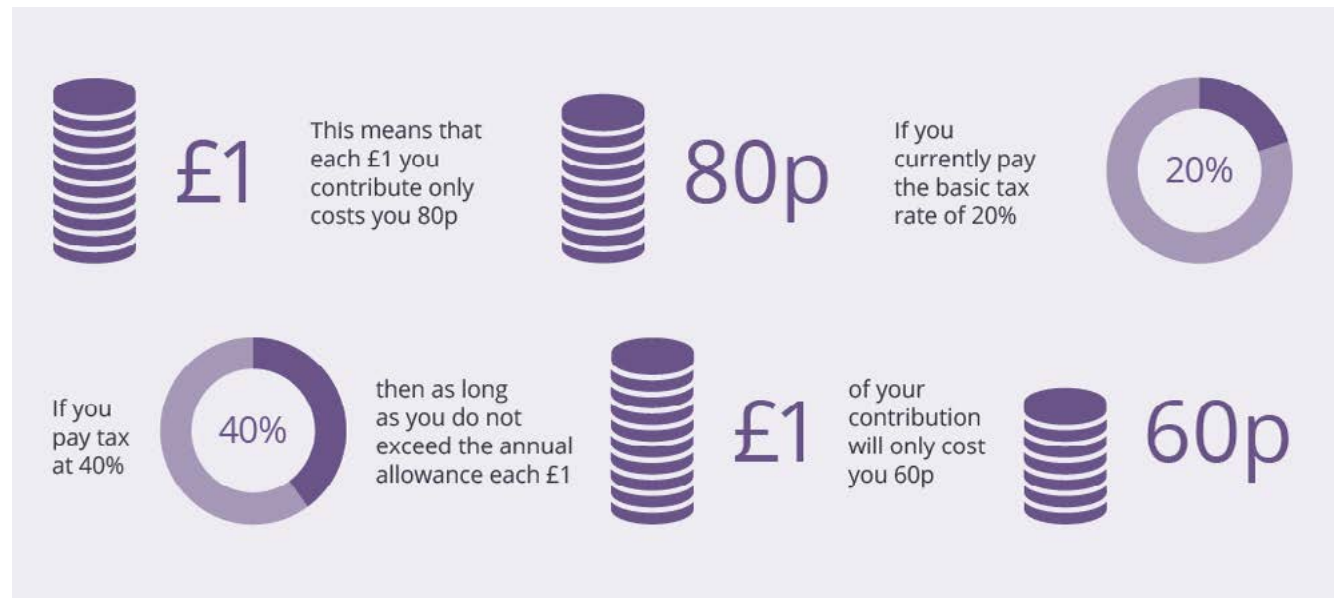 £1
This means that
each £1 you
contribute only
costs you 80p
80p
If you
currently pay
the basic tax
rate of 20%
20%
If you
pay tax
at 40%
40%
then as long
as you do not
exceed the annual
allowance each £1
£1
of your
contribution
will only cost
you 60p
60p